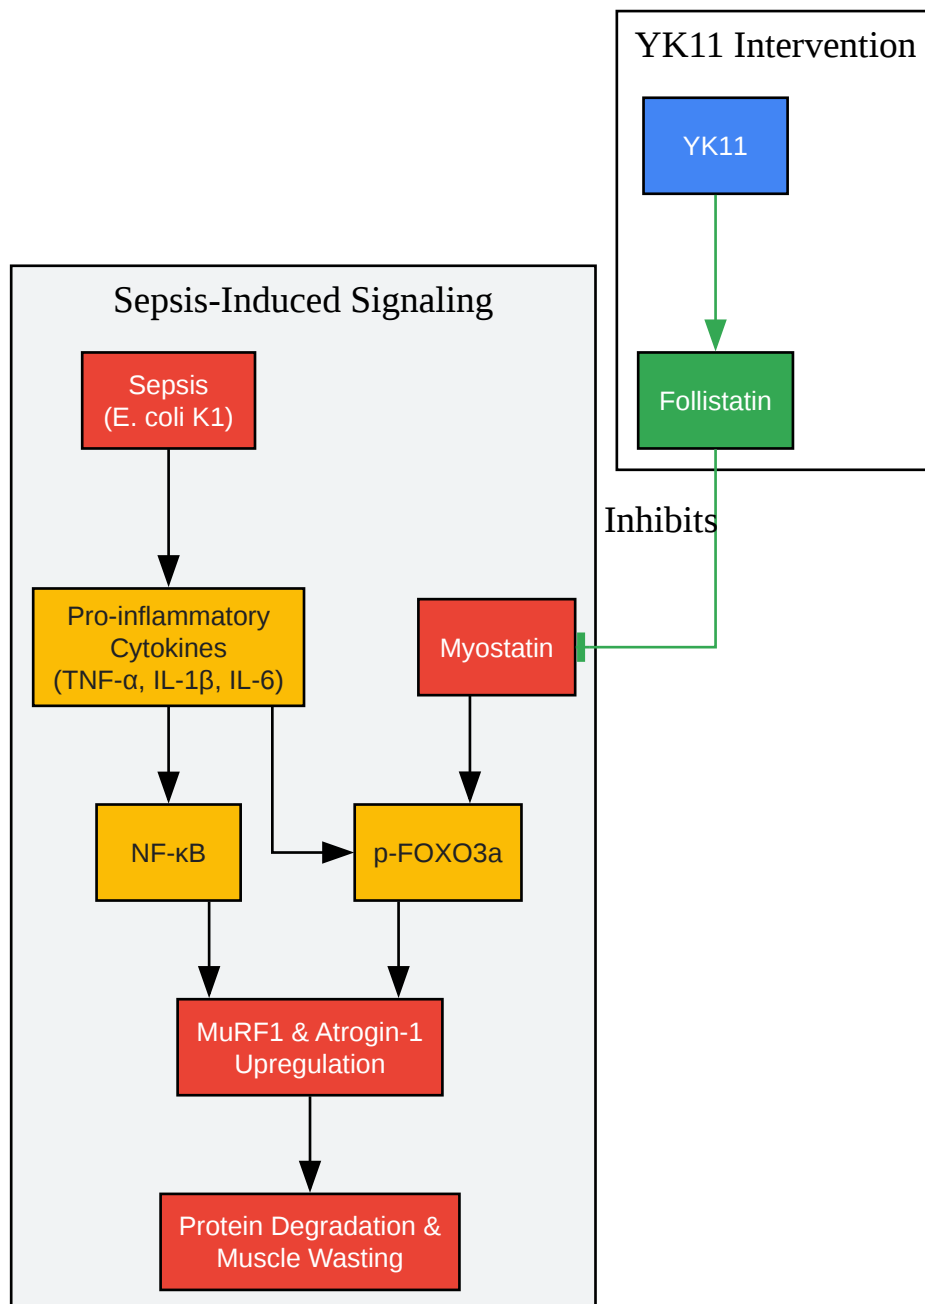 YK11 Intervention
YK11
Follistatin
Inhibits
Sepsis-Induced Signaling
Sepsis
(E. coli K1)
Pro-inflammatory
Cytokines
(TNF-α, IL-1β, IL-6)
Myostatin
NF-κB
p-FOXO3a
MuRF1 & Atrogin-1
Upregulation
Protein Degradation &
Muscle Wasting